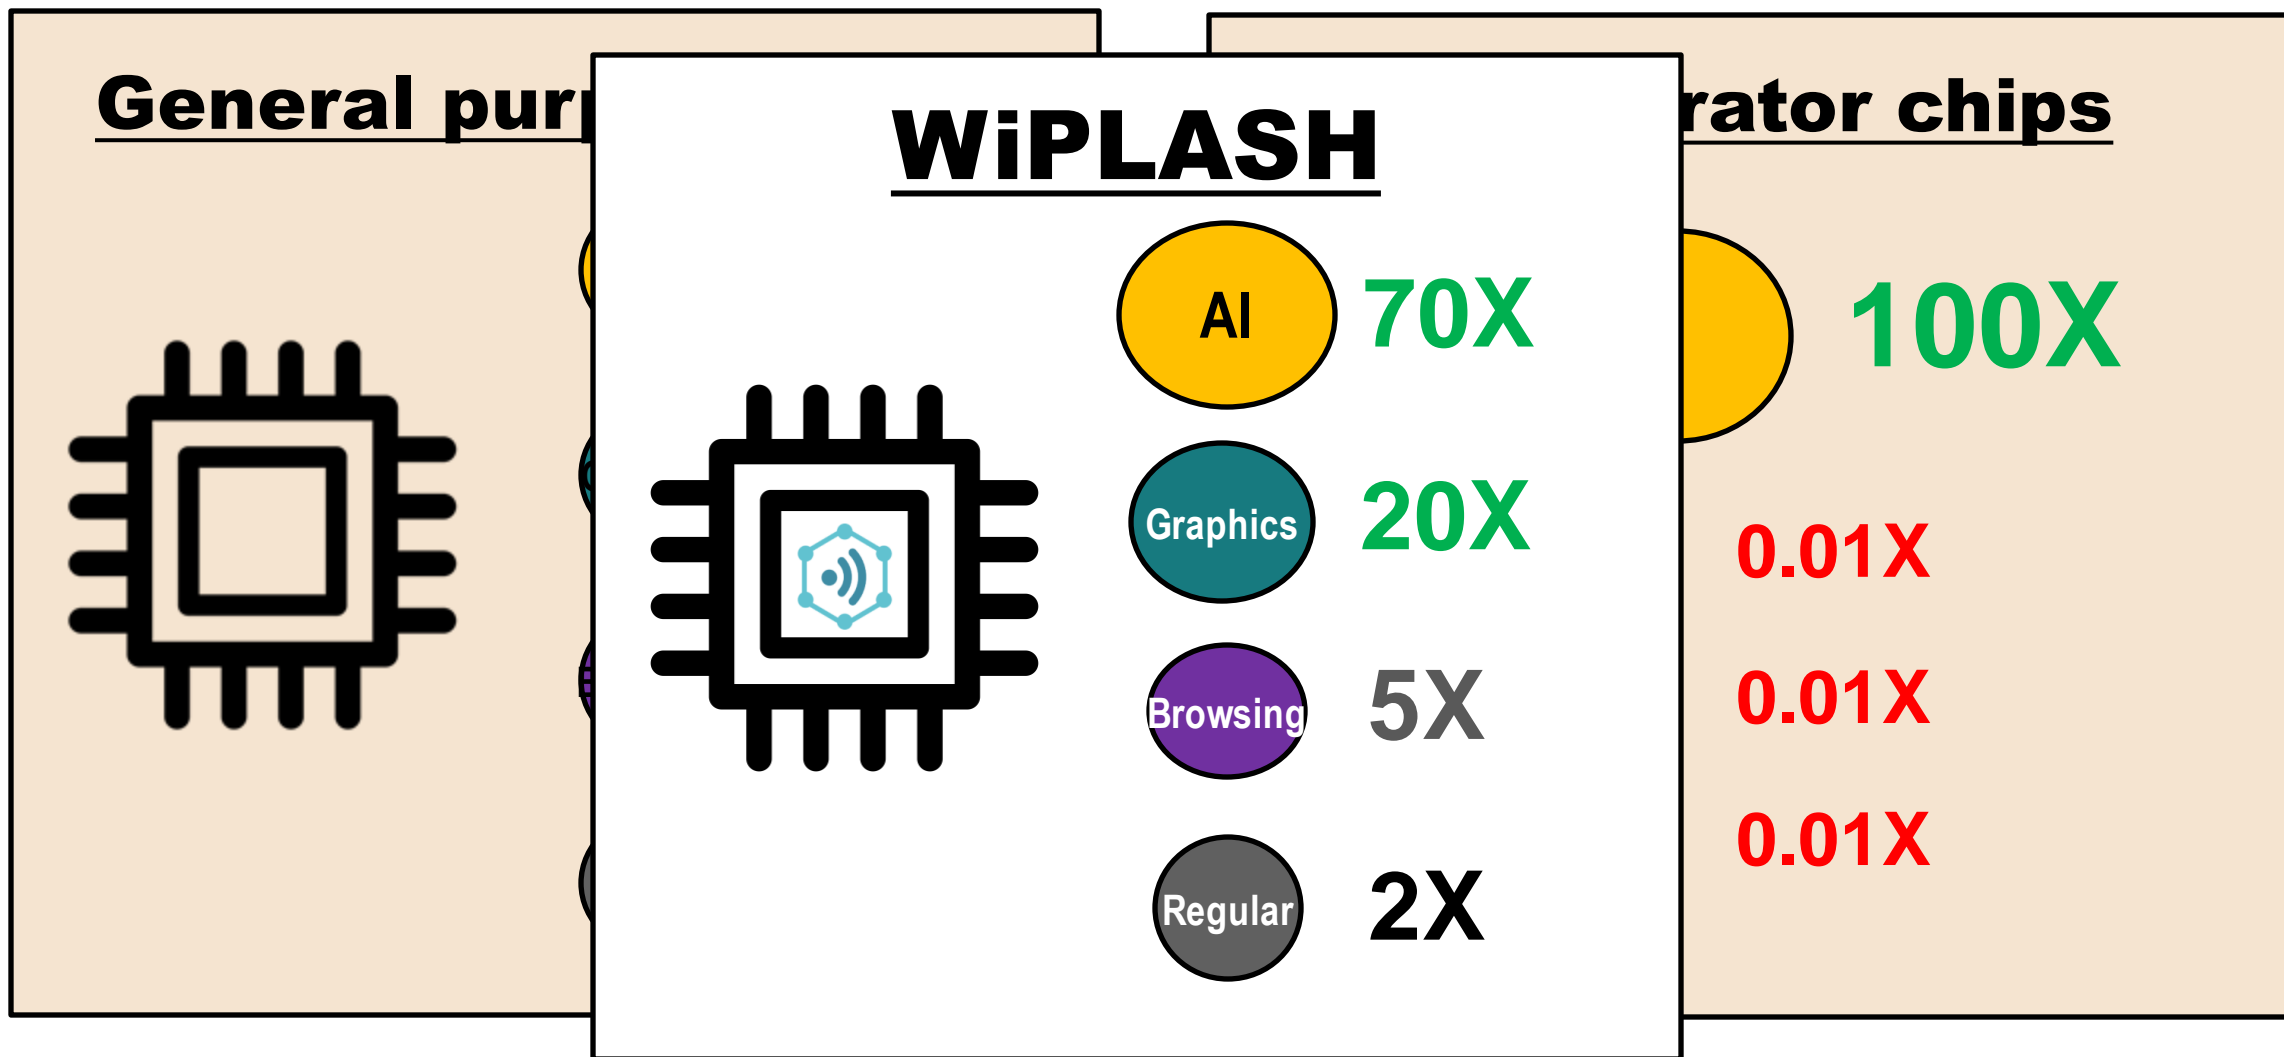 General pur
WiPLASH
rator chips
AI
70X
100X
Graphics
20X
0.01X
Browsing
5X
0.01X
Regular
2X
0.01X